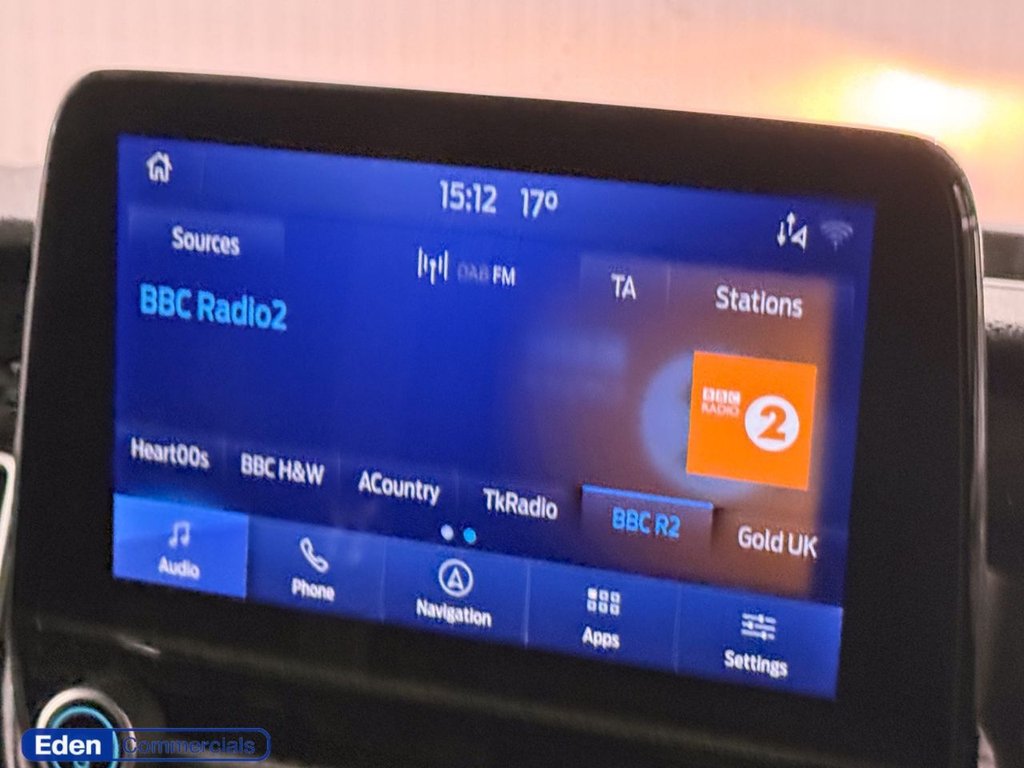 15:12 17°
Sources
DAB FM
TA
Stations
BBC Radio2
BBC
RADIO
2
Heart00s
BBC H&W
ACountry
TkRadio
BBC R2
Gold UK
Audio
Phone
Navigation
Apps
Settings
Eden Commercials